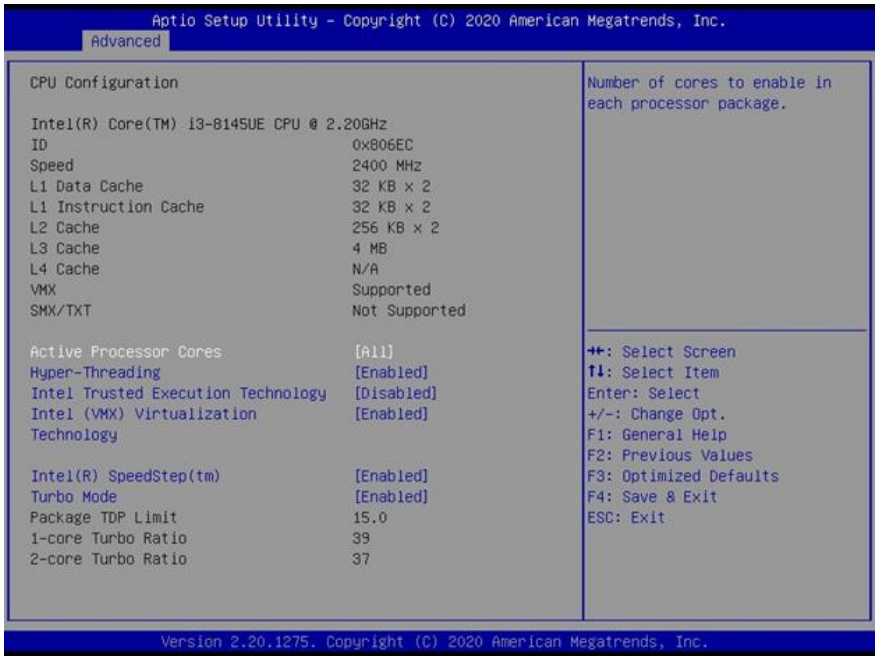 Aptio Setup Utility – Copyright (C) 2020 American Megatrends, Inc.
Advanced
CPU Configuration
Intel(R) Core(TM) i3-8145UE CPU @ 2.20GHz
ID 0x806EC
Speed 2400 MHz
L1 Data Cache 32 KB x 2
L1 Instruction Cache 32 KB x 2
L2 Cache 256 KB x 2
L3 Cache 4 MB
L4 Cache N/A
VMX Supported
SMX/TXT Not Supported
Active Processor Cores [All]
Hyper-Threading [Enabled]
Intel Trusted Execution Technology [Disabled]
Intel (VMX) Virtualization [Enabled]
Technology
Intel(R) SpeedStep(tm) [Enabled]
Turbo Mode [Enabled]
Package TDP Limit 15.0
1-core Turbo Ratio 39
2-core Turbo Ratio 37
Number of cores to enable in
each processor package.
→←: Select Screen
↑↓: Select Item
Enter: Select
+/-: Change Opt.
F1: General Help
F2: Previous Values
F3: Optimized Defaults
F4: Save & Exit
ESC: Exit
Version 2.20.1275. Copyright (C) 2020 American Megatrends, Inc.